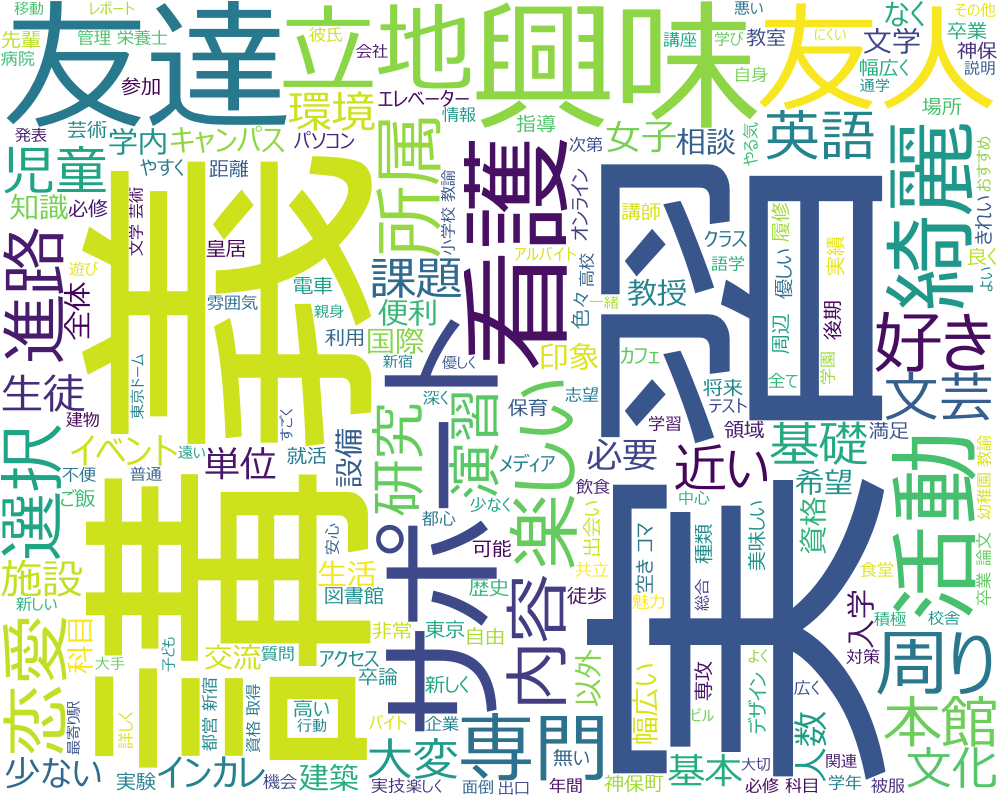 移動
レポート
先輩
管理 栄養士
病院
友達
参加
立地
彼氏
会社
興味
友人
悪い
その他
なく
卒業
講座
学び
教室
文学
神保
にくい
自身
幅広く
説明
通学
場所
発表
芸術
学内
キャンパス
環境
エレベーター
情報
パソコン
指導
女子
相談
やる気
英語
次第
児童
やすく
距離
所属
知識
必修
文学 芸術
皇居
小学校 教諭
看護
オンライン
講師
クラス
語学
優しい
履修
実績
綺麗
おすすめ
きれい
良く
よい
進路
遊び
全体
雰囲気
電車
親身
課題
アルバイト
色々
高校
教授
一緒
周辺
後期
講義
実習
便利
利用
国際
新宿
優しく
印象
カフェ
将来
学園
全て
好き
生徒
東京ドーム
建物
すごく
サポート
深く
保育
志望
テスト
学習
領域
文芸
満足
選択
イベント
遠い
単位
就活
設備
研究
演習
楽しい
メディア
必要
近い
基礎
希望
幼稚園 教諭
不便
普通
ご飯
少なく
飲食
中心
資格
活動
都心
安心
可能
出会い
空き コマ
種類
美味しい
卒業 論文
施設
新しい
生活
図書館
歴史
共立
徒歩
魅力
総合
食堂
積極
校舎
恋愛
科目
子ども
大手
交流
質問
非常
東京
自由
アクセス
卒論
新しく
内容
以外
専攻
よく
入学
対策
周り
最寄り駅
詳しく
都営 新宿
資格 取得
高い
行動
バイト
企業
専門
幅広い
ビル
デザイン
広く
人数
本館
少ない
実験
インカレ
機会
建築
大変
実技
楽しく
面倒
出口
無い
年間
神保町
基本
大切
必修 科目
関連
学年
被服
文化